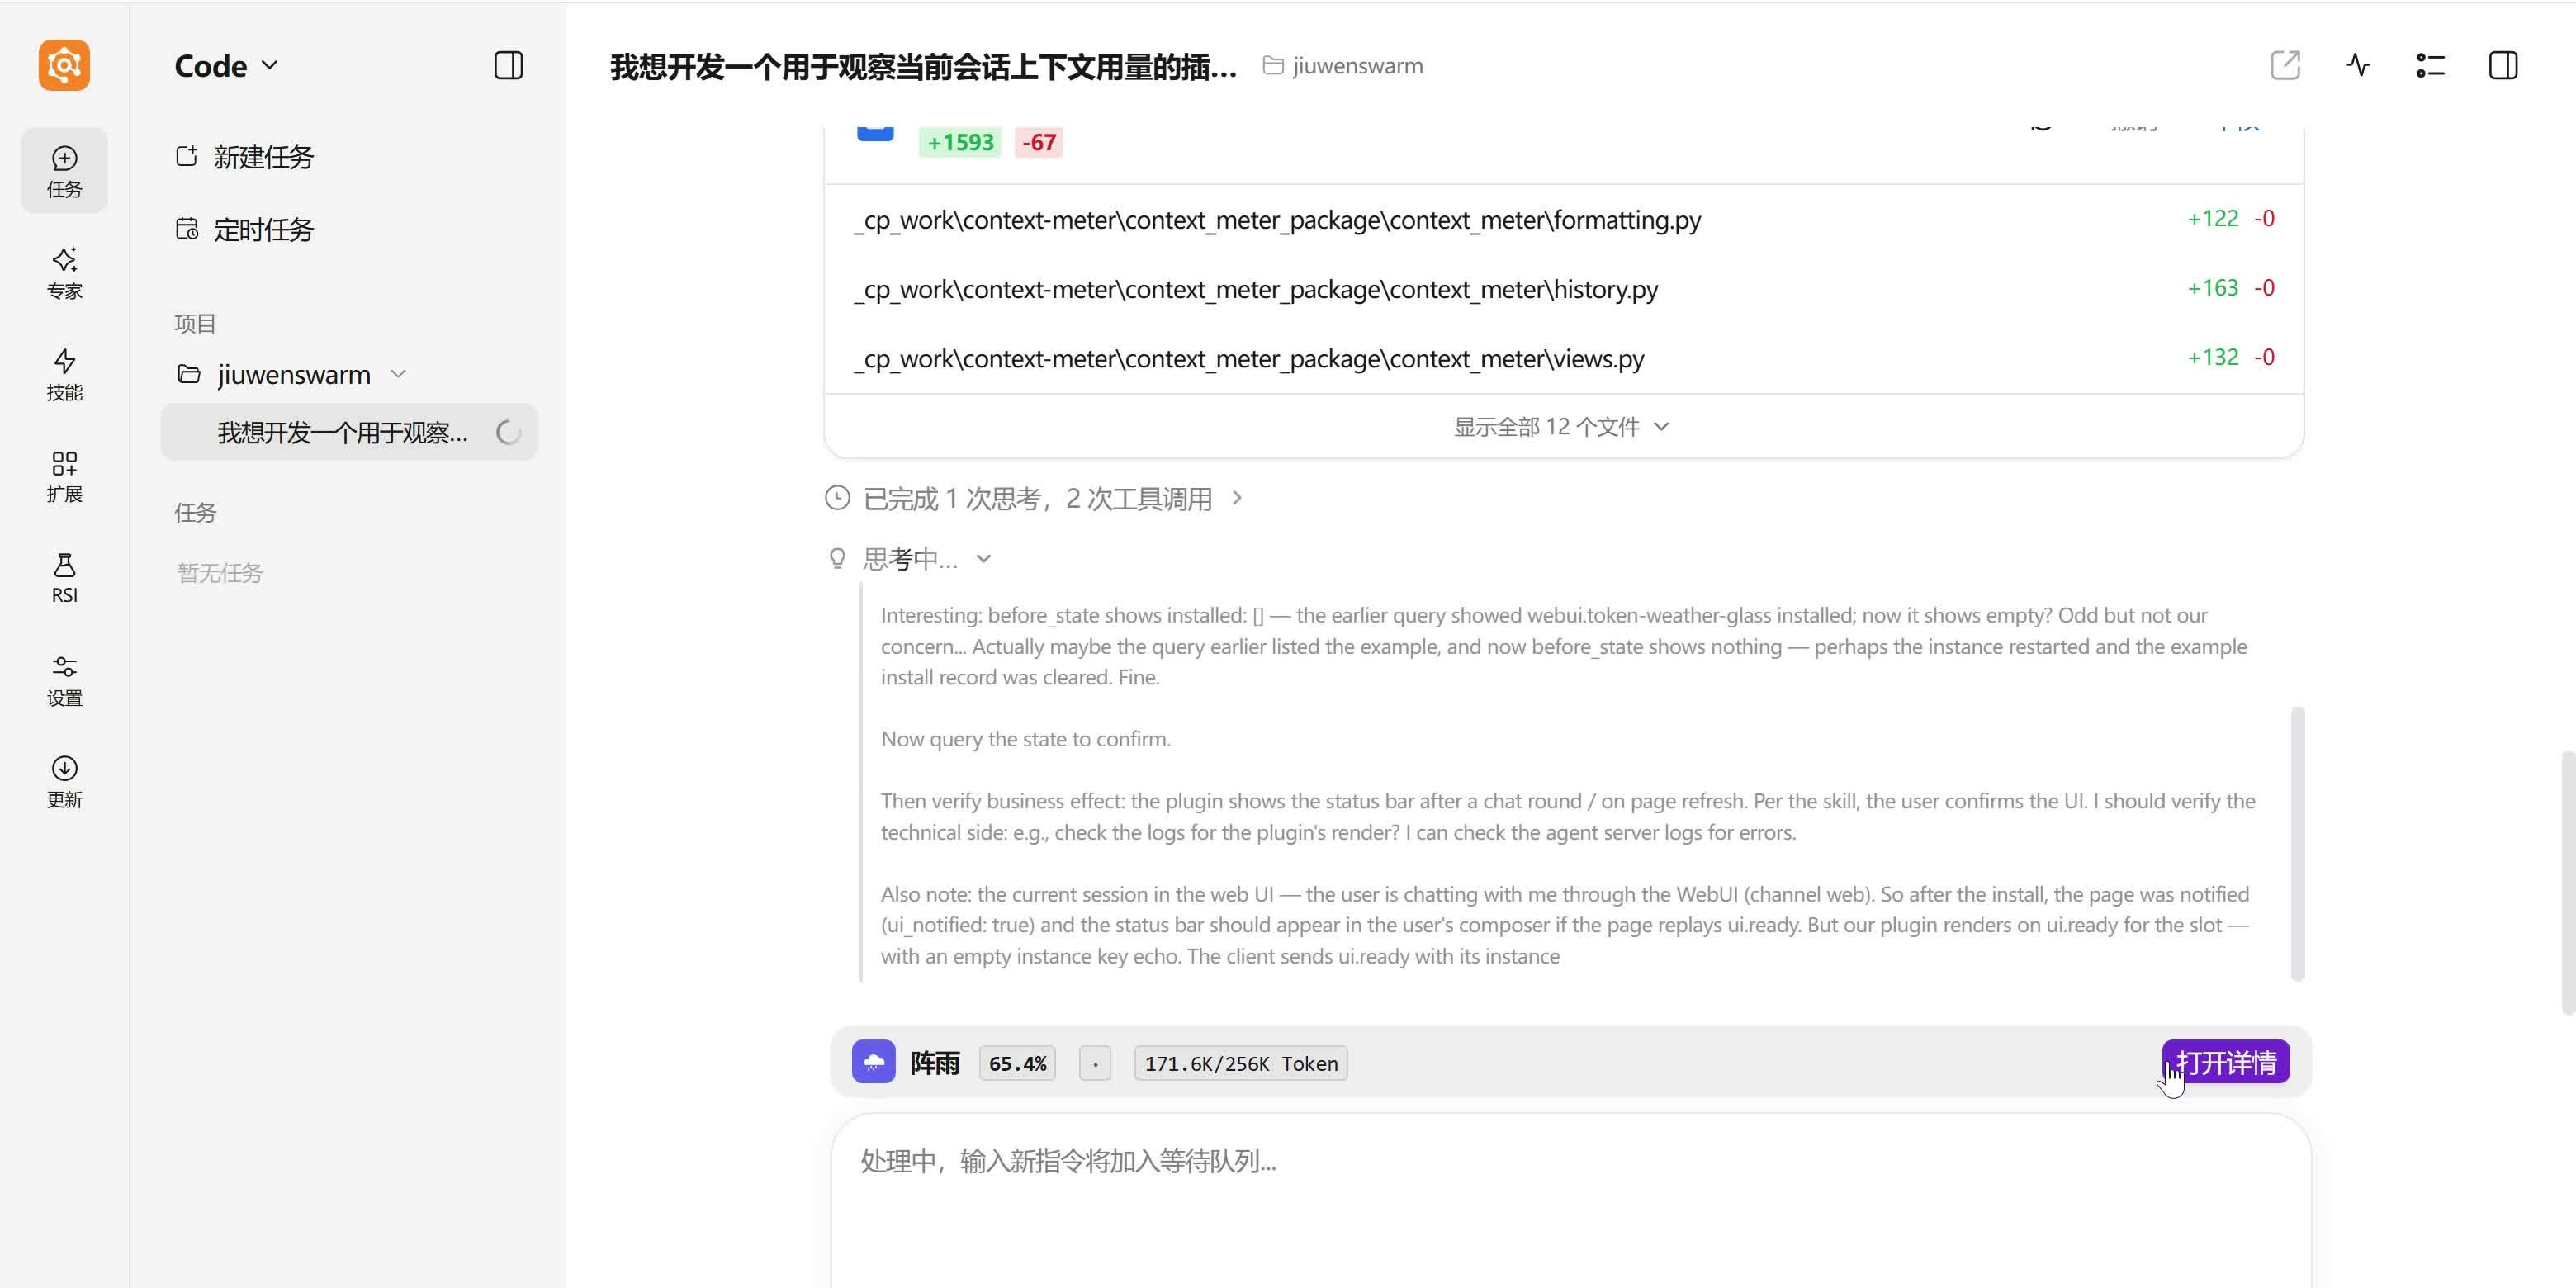 Code
我想开发一个用于观察当前会话上下文用量的插...
jiuwenswarm
任务
专家
技能
扩展
RSI
设置
更新
新建任务
定时任务
项目
jiuwenswarm
我想开发一个用于观察...
任务
暂无任务
+1593 -67
_cp_work\context-meter\context_meter_package\context_meter\formatting.py +122 -0
_cp_work\context-meter\context_meter_package\context_meter\history.py +163 -0
_cp_work\context-meter\context_meter_package\context_meter\views.py +132 -0
显示全部 12 个文件
已完成 1 次思考，2 次工具调用
思考中...
Interesting: before_state shows installed: [] — the earlier query showed webui.token-weather-glass installed; now it shows empty? Odd but not our
concern... Actually maybe the query earlier listed the example, and now before_state shows nothing — perhaps the instance restarted and the example
install record was cleared. Fine.
Now query the state to confirm.
Then verify business effect: the plugin shows the status bar after a chat round / on page refresh. Per the skill, the user confirms the UI. I should verify the
technical side: e.g., check the logs for the plugin's render? I can check the agent server logs for errors.
Also note: the current session in the web UI — the user is chatting with me through the WebUI (channel web). So after the install, the page was notified
(ui_notified: true) and the status bar should appear in the user's composer if the page replays ui.ready. But our plugin renders on ui.ready for the slot —
with an empty instance key echo. The client sends ui.ready with its instance
阵雨 65.4% · 171.6K/256K Token
打开详情
处理中，输入新指令将加入等待队列...